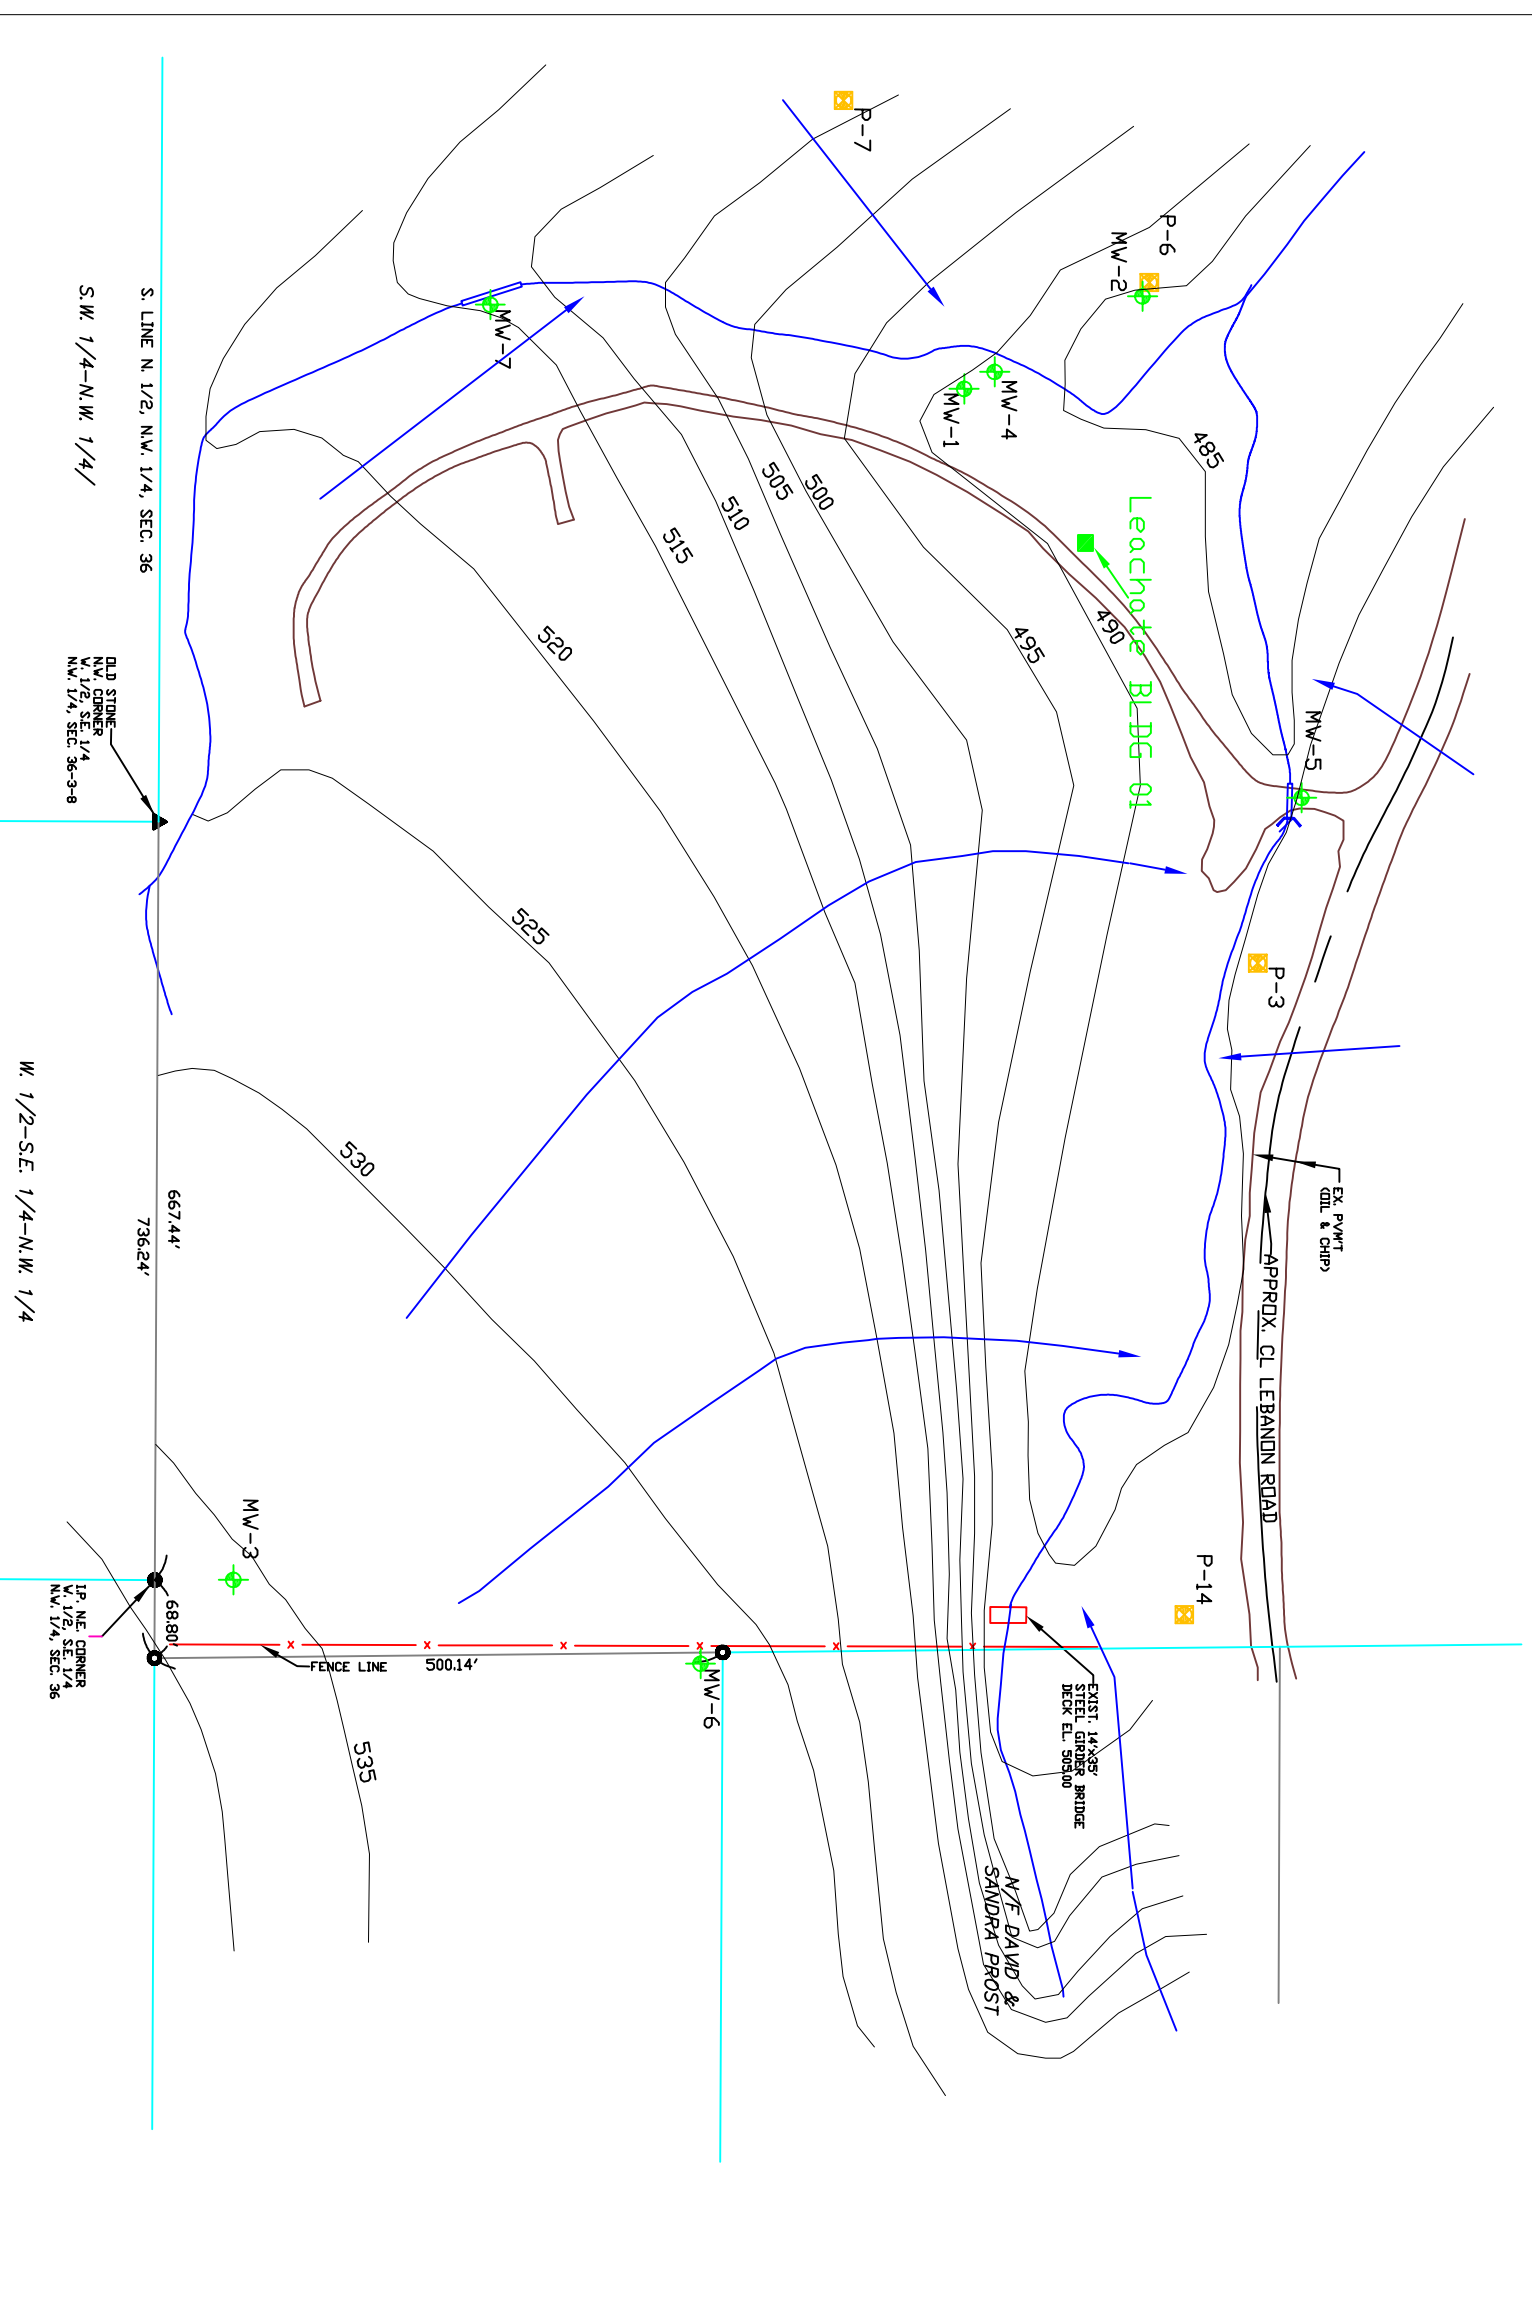 P-7
P-6
MW-2
MW-7
MW-4
MW-1
485
500
505
510
515
520
495
490
Leachate BLDG 01
MW-5
S. LINE N. 1/2, N.W. 1/4, SEC. 36
S.W. 1/4-N.W. 1/4/
OLD STONE
N.W. CORNER
W. 1/2, S.E. 1/4
N.W. 1/4, SEC. 36-3-8
525
P-3
530
EX. PVM'T
(OIL & CHIP)
APPROX. CL LEBANON ROAD
667.44'
736.24'
W. 1/2-S.E. 1/4-N.W. 1/4
MW-3
P-14
I.P. N.E. CORNER
W. 1/2, S.E. 1/4
N.W. 1/4, SEC. 36
68.80'
x
x
x
x
x
x
FENCE LINE
500.14'
MW-6
535
EXIST. 14'x35'
STEEL GIRDER BRIDGE
DECK EL. 505.00
N/F DAVID &
SANDRA PROST